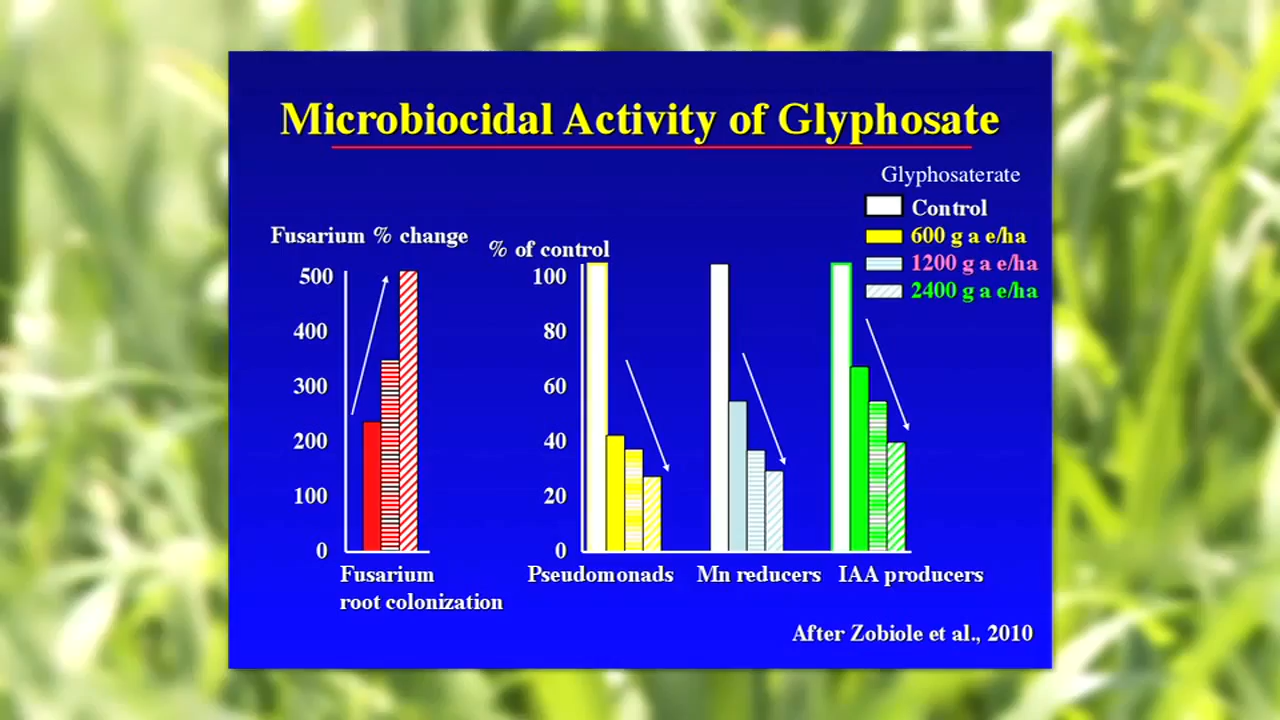 Microbiocidal Activity of Glyphosate
Glyphosaterate
Control
600 g a e/ha
1200 g a e/ha
2400 g a e/ha
Fusarium % change
500
400
300
200
100
0
Fusarium
root colonization
% of control
100
80
60
40
20
0
Pseudomonads
Mn reducers
IAA producers
After Zobiole et al., 2010